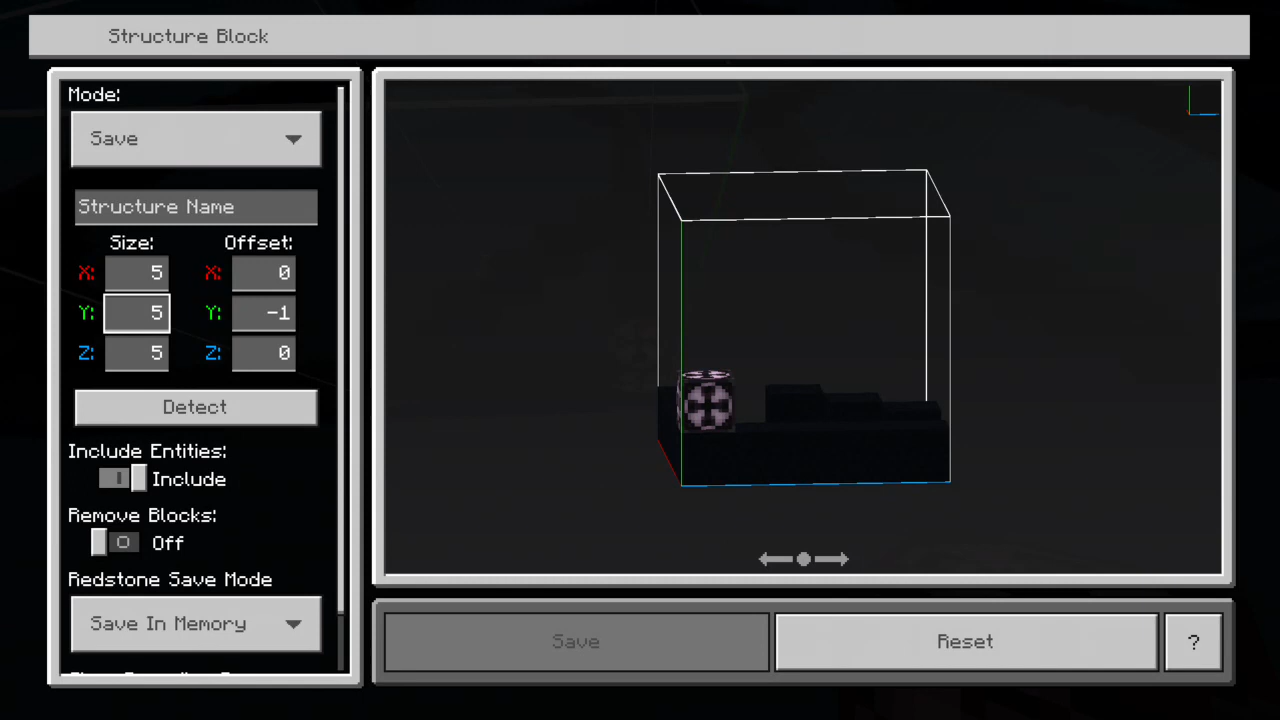 Structure Block
Mode:
Save
Structure Name
Size: Offset:
X: 5 X: 0
Y: 5 Y: -1
Z: 5 Z: 0
Detect
Include Entities:
Include
Remove Blocks:
Off
Redstone Save Mode
Save In Memory
Save
Reset
?